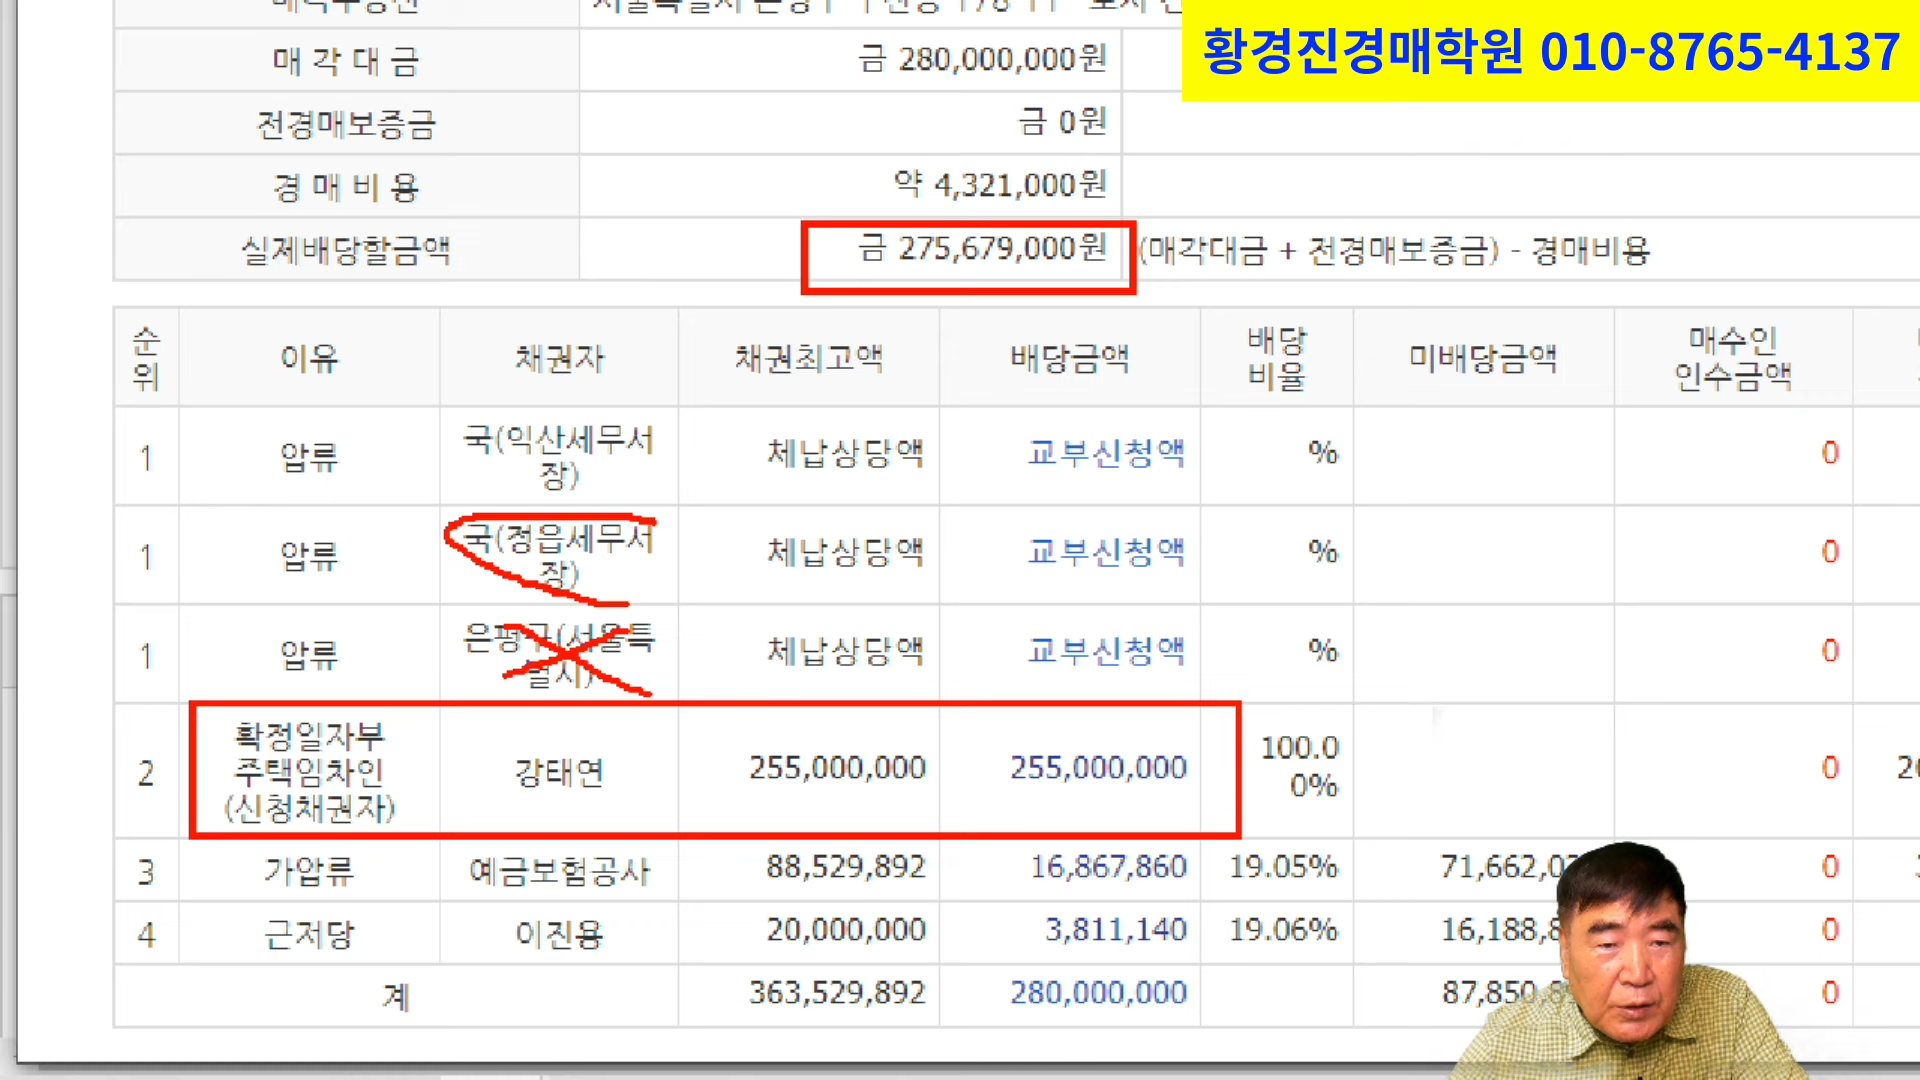 황경진경매학원 010-8765-4137
매 각 대 금 금 280,000,000원
전경매보증금 금 0원
경 매 비 용 약 4,321,000원
실제배당할금액 금 275,679,000원 (매각대금 + 전경매보증금) - 경매비용
순위 이유 채권자 채권최고액 배당금액 배당비율 미배당금액 매수인 인수금액
1 압류 국(익산세무서장) 체납상당액 교부신청액 % 0
1 압류 국(정읍세무서장) 체납상당액 교부신청액 % 0
1 압류 은평구(서울특별시) 체납상당액 교부신청액 % 0
2 확정일자부 주택임차인 (신청채권자) 강태연 255,000,000 255,000,000 100.00% 0
3 가압류 예금보험공사 88,529,892 16,867,860 19.05% 0
4 근저당 이진용 20,000,000 3,811,140 19.06% 0
계 363,529,892 280,000,000 0